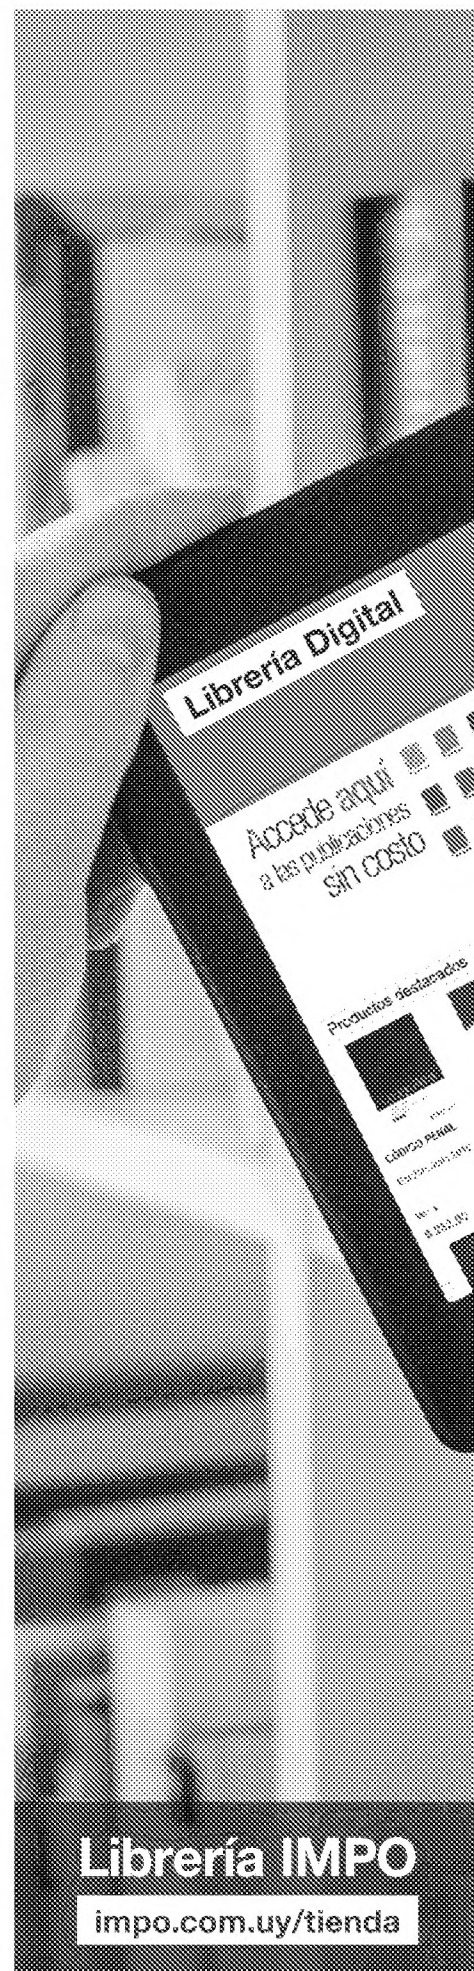 Librería Digital
Accede aquí
a las publicaciones
sin costo
Productos destacados
CÓDIGO PENAL
Librería IMPO
impo.com.uy/tienda